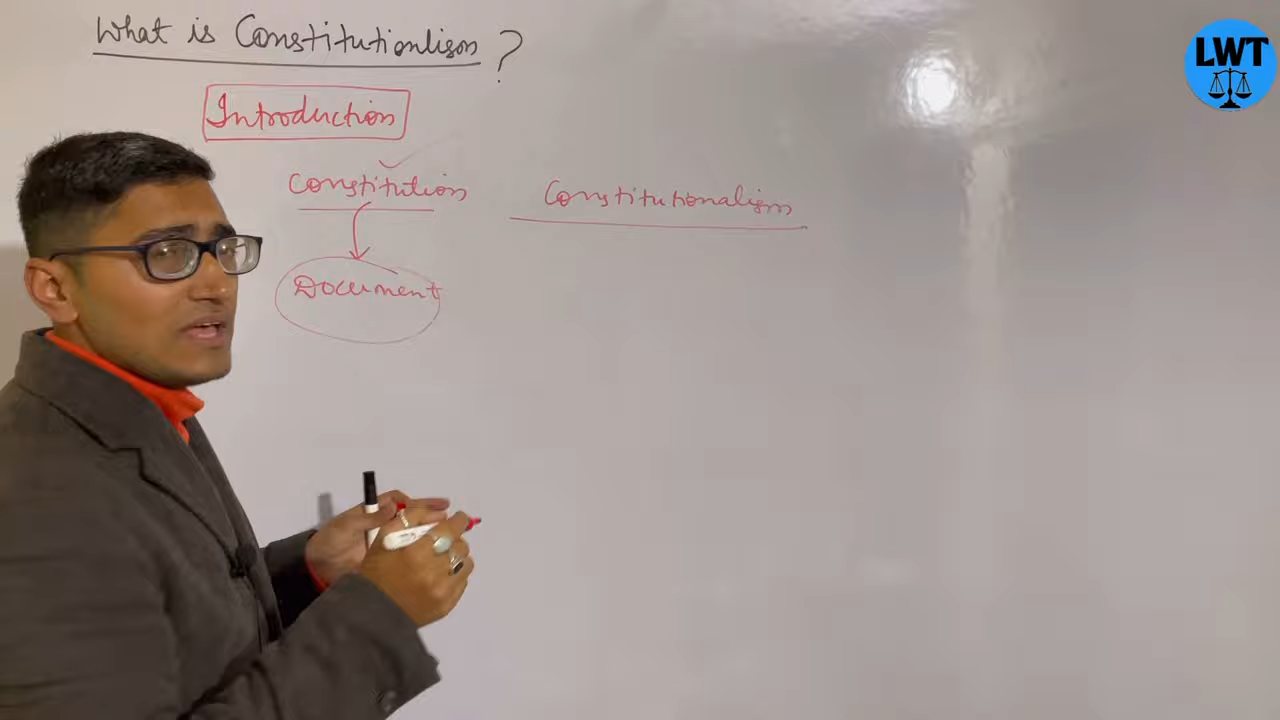 What is Constitutionlism ?
LWT
Introduction
Constitution Constitutionalism
Document